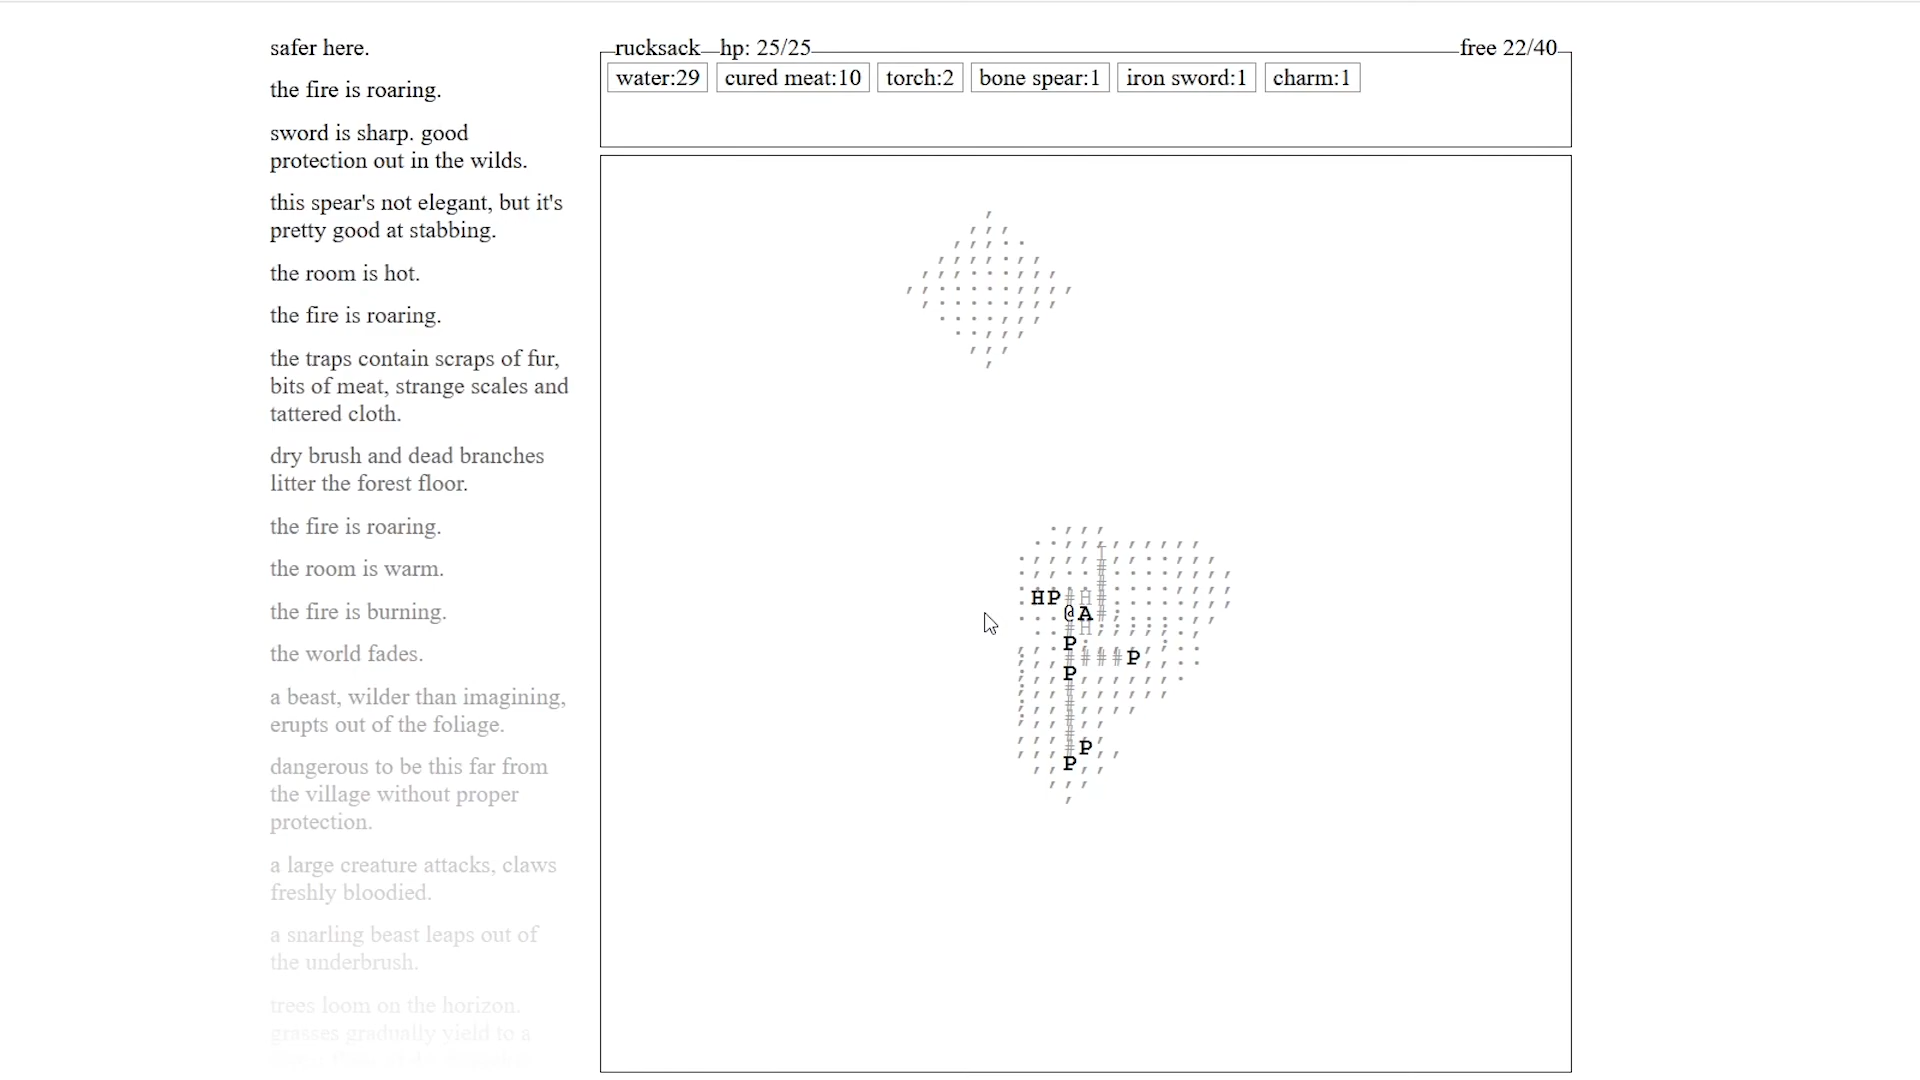 safer here.
the fire is roaring.
sword is sharp. good
protection out in the wilds.
this spear's not elegant, but it's
pretty good at stabbing.
the room is hot.
the fire is roaring.
the traps contain scraps of fur,
bits of meat, strange scales and
tattered cloth.
dry brush and dead branches
litter the forest floor.
the fire is roaring.
the room is warm.
the fire is burning.
the world fades.
a beast, wilder than imagining,
erupts out of the foliage.
dangerous to be this far from
the village without proper
protection.
a large creature attacks, claws
freshly bloodied.
a snarling beast leaps out of
the underbrush.
trees loom on the horizon.
grasses gradually yield to a
rucksack hp: 25/25 free 22/40
water:29 cured meat:10 torch:2 bone spear:1 iron sword:1 charm:1
I
HP # H #
@A #
# H
P
# # # # P
P
# P
P